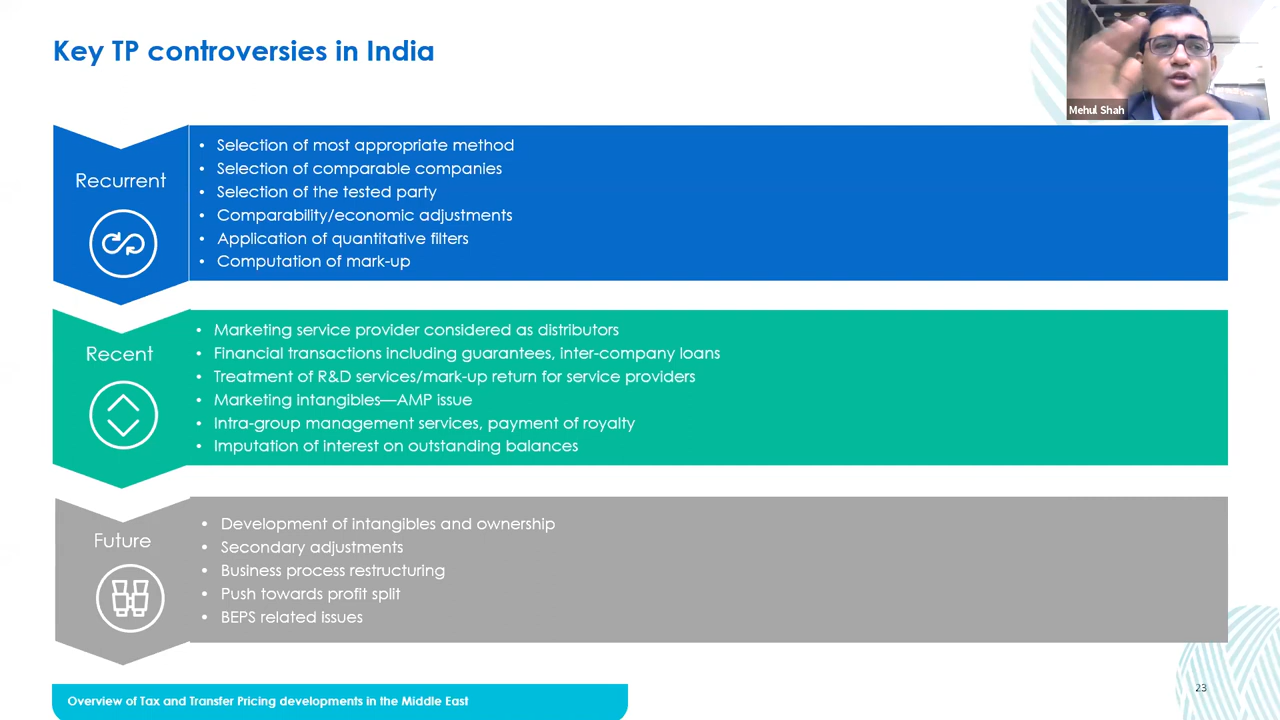 Key TP controversies in India
Mehul Shah
Recurrent
• Selection of most appropriate method
• Selection of comparable companies
• Selection of the tested party
• Comparability/economic adjustments
• Application of quantitative filters
• Computation of mark-up
Recent
• Marketing service provider considered as distributors
• Financial transactions including guarantees, inter-company loans
• Treatment of R&D services/mark-up return for service providers
• Marketing intangibles—AMP issue
• Intra-group management services, payment of royalty
• Imputation of interest on outstanding balances
Future
• Development of intangibles and ownership
• Secondary adjustments
• Business process restructuring
• Push towards profit split
• BEPS related issues
Overview of Tax and Transfer Pricing developments in the Middle East
23